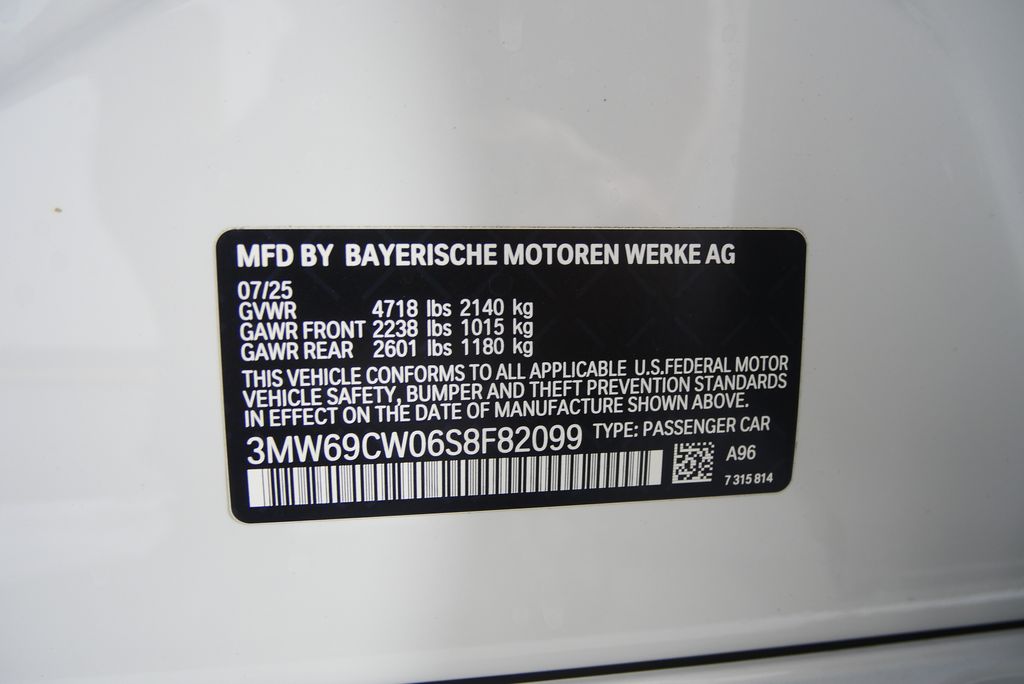 MFD BY BAYERISCHE MOTOREN WERKE AG
07/25
GVWR 4718 lbs 2140 kg
GAWR FRONT 2238 lbs 1015 kg
GAWR REAR 2601 lbs 1180 kg
THIS VEHICLE CONFORMS TO ALL APPLICABLE U.S.FEDERAL MOTOR
VEHICLE SAFETY, BUMPER AND THEFT PREVENTION STANDARDS
IN EFFECT ON THE DATE OF MANUFACTURE SHOWN ABOVE.
3MW69CW06S8F82099 TYPE: PASSENGER CAR
A96
7 315 814